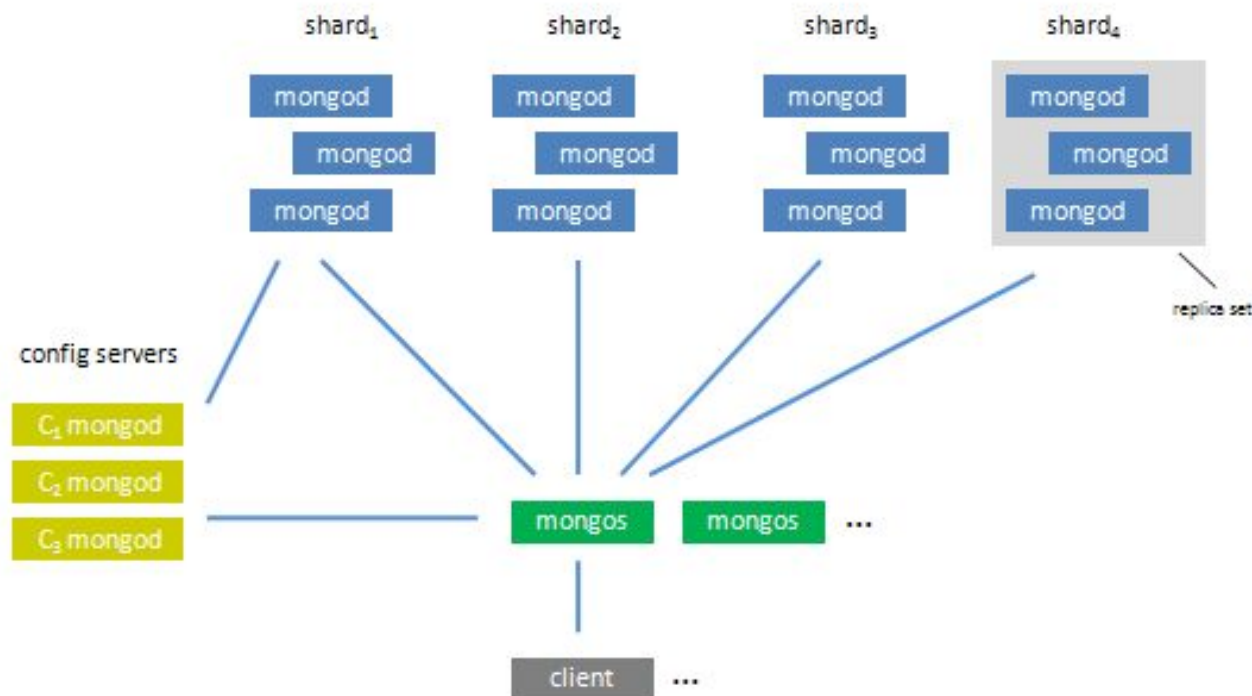 shard₁ shard₂ shard₃ shard₄
mongod mongod mongod mongod
mongod mongod mongod mongod
mongod mongod mongod mongod
replica set
config servers
C₁ mongod
C₂ mongod
C₃ mongod
mongos mongos ...
client ...